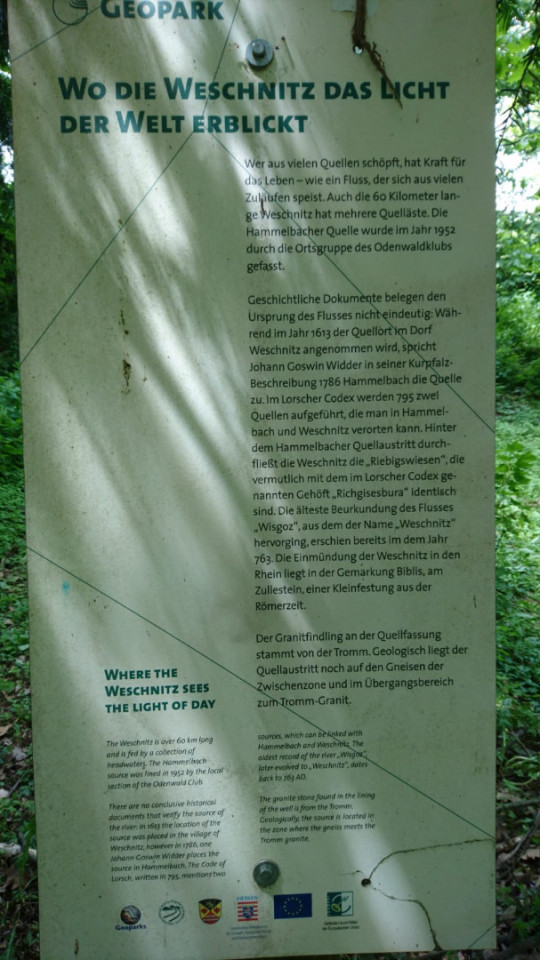 GEOPARK
WO DIE WESCHNITZ DAS LICHT
DER WELT ERBLICKT
Wer aus vielen Quellen schöpft, hat Kraft für
das Leben – wie ein Fluss, der sich aus vielen
Zuläufen speist. Auch die 60 Kilometer lan-
ge Weschnitz hat mehrere Quelläste. Die
Hammelbacher Quelle wurde im Jahr 1952
durch die Ortsgruppe des Odenwaldklubs
gefasst.
Geschichtliche Dokumente belegen den
Ursprung des Flusses nicht eindeutig: Wäh-
rend im Jahr 1613 der Quellort im Dorf
Weschnitz angenommen wird, spricht
Johann Goswin Widder in seiner Kurpfalz-
Beschreibung 1786 Hammelbach die Quelle
zu. Im Lorscher Codex werden 795 zwei
Quellen aufgeführt, die man in Hammel-
bach und Weschnitz verorten kann. Hinter
dem Hammelbacher Quellaustritt durch-
fließt die Weschnitz die „Riebigswiesen“, die
vermutlich mit dem im Lorscher Codex ge-
nannten Gehöft „Richgisesbura“ identisch
sind. Die älteste Beurkundung des Flusses
„Wisgoz“, aus dem der Name „Weschnitz“
hervorging, erschien bereits im dem Jahr
763. Die Einmündung der Weschnitz in den
Rhein liegt in der Gemarkung Biblis, am
Zullestein, einer Kleinfestung aus der
Römerzeit.
Der Granitfindling an der Quellfassung
stammt von der Tromm. Geologisch liegt der
Quellaustritt noch auf den Gneisen der
Zwischenzone und im Übergangsbereich
zum Tromm-Granit.
WHERE THE
WESCHNITZ SEES
THE LIGHT OF DAY
The Weschnitz is over 60 km long
and is fed by a collection of
headwaters. The Hammelbach
source was lined in 1952 by the local
section of the Odenwald Club.
There are no conclusive historical
documents that verify the source of
the river: in 1613 the location of the
source was placed in the village of
Weschnitz, however in 1786, one
Johann Goswin Widder places the
source in Hammelbach. The Code of
Lorsch, written in 795, mentions two
sources, which can be linked with
Hammelbach and Weschnitz. The
oldest record of the river „Wisgoz“,
later evolved to „Weschnitz“, dates
back to 763 AD.
The granite stone found in the lining
of the well is from the Tromm.
Geologically, the source is located in
the zone where the gneiss meets the
Tromm granite.
Geoparks
HESSEN